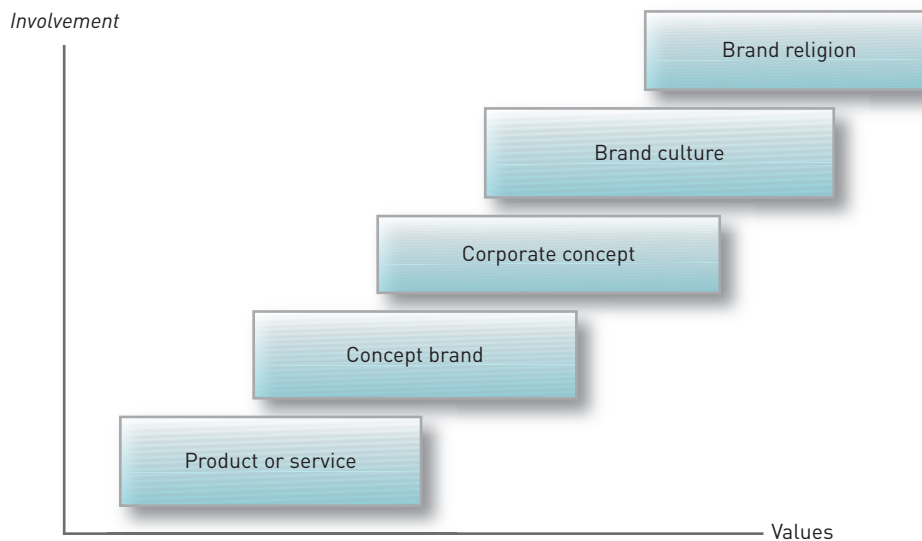 Involvement
Brand religion
Brand culture
Corporate concept
Concept brand
Product or service
Values